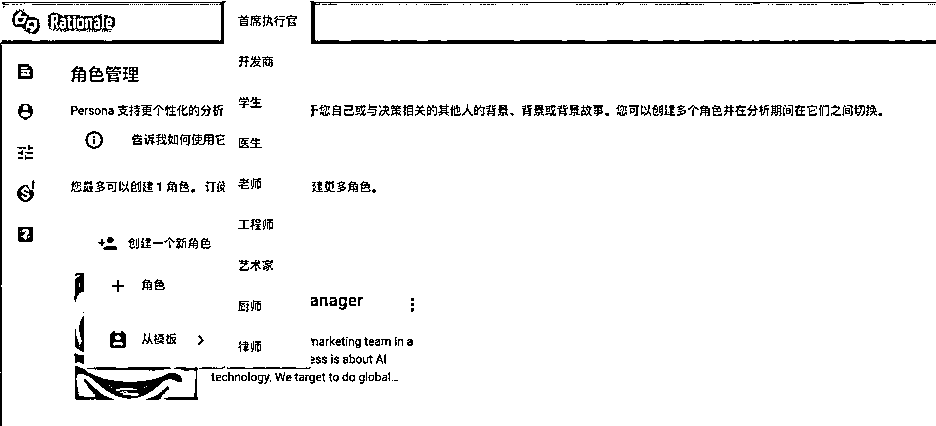 Rationale
首席执行官
开发商
学生
医生
老师
工程师
艺术家
厨师
律师
角色管理
Persona 支持更个性化的分析
于您自己或与决策相关的其他人的背景、背景或背景故事。您可以创建多个角色并在分析期间在它们之间切换。
告诉我如何使用它
您最多可以创建 1 角色。订阅
建更多角色。
创建一个新角色
角色
从模板
anager
marketing team in a
ess is about AI
technology. We target to do global...